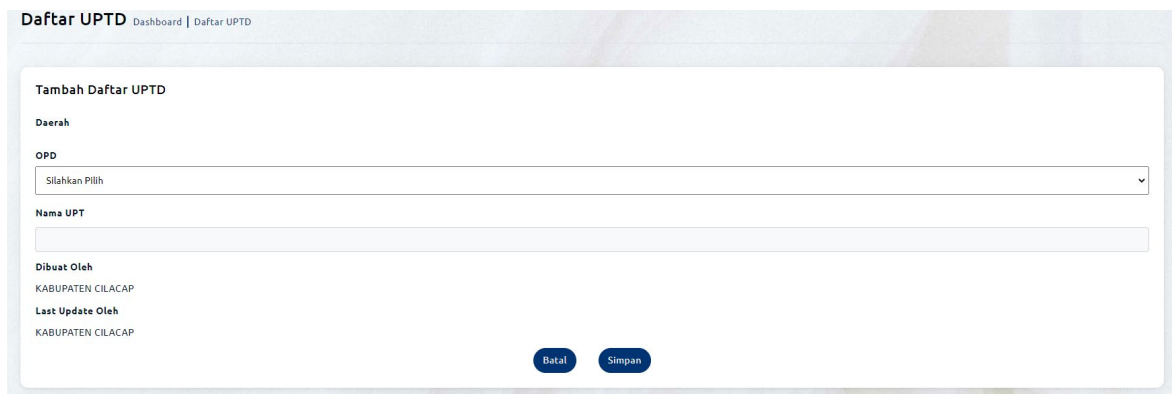 Daftar UPTD Dashboard | Daftar UPTD
Tambah Daftar UPTD
Daerah
OPD
Silahkan Pilih
Nama UPT
Dibuat Oleh
KABUPATEN CILACAP
Last Update Oleh
KABUPATEN CILACAP
Batal Simpan